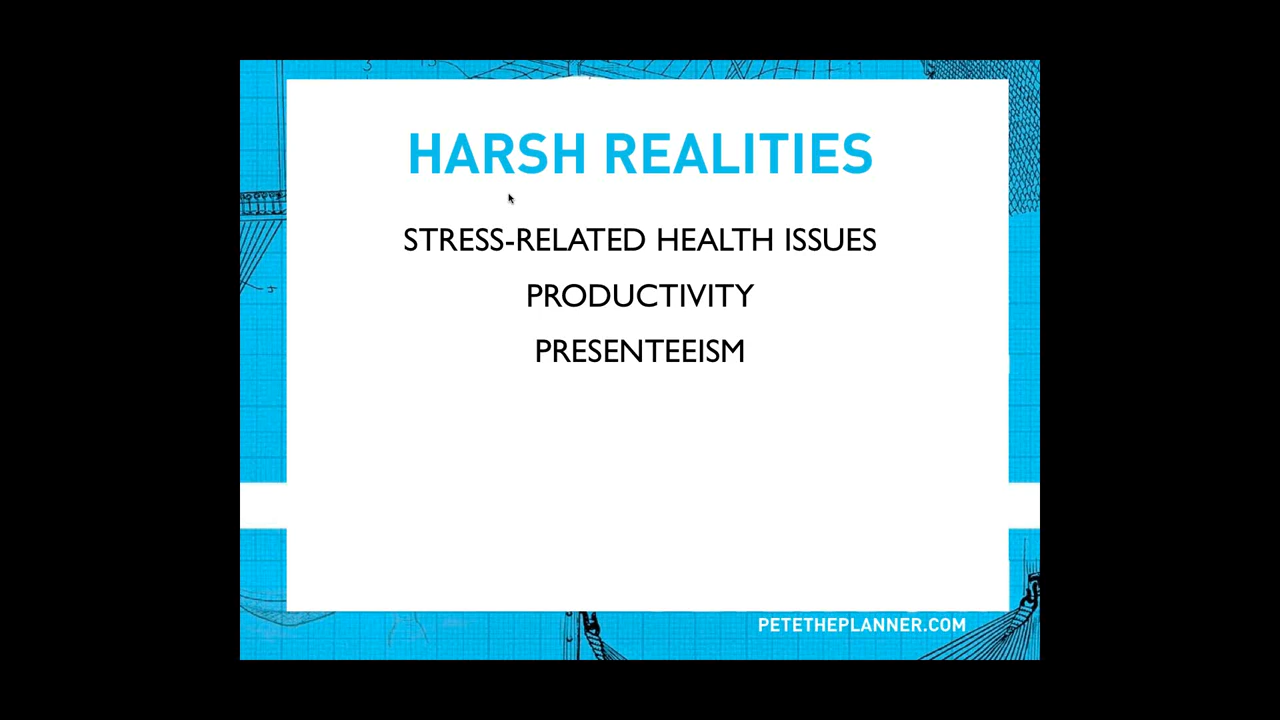 HARSH REALITIES
STRESS-RELATED HEALTH ISSUES
PRODUCTIVITY
PRESENTEEISM
PETETHEPLANNER.COM